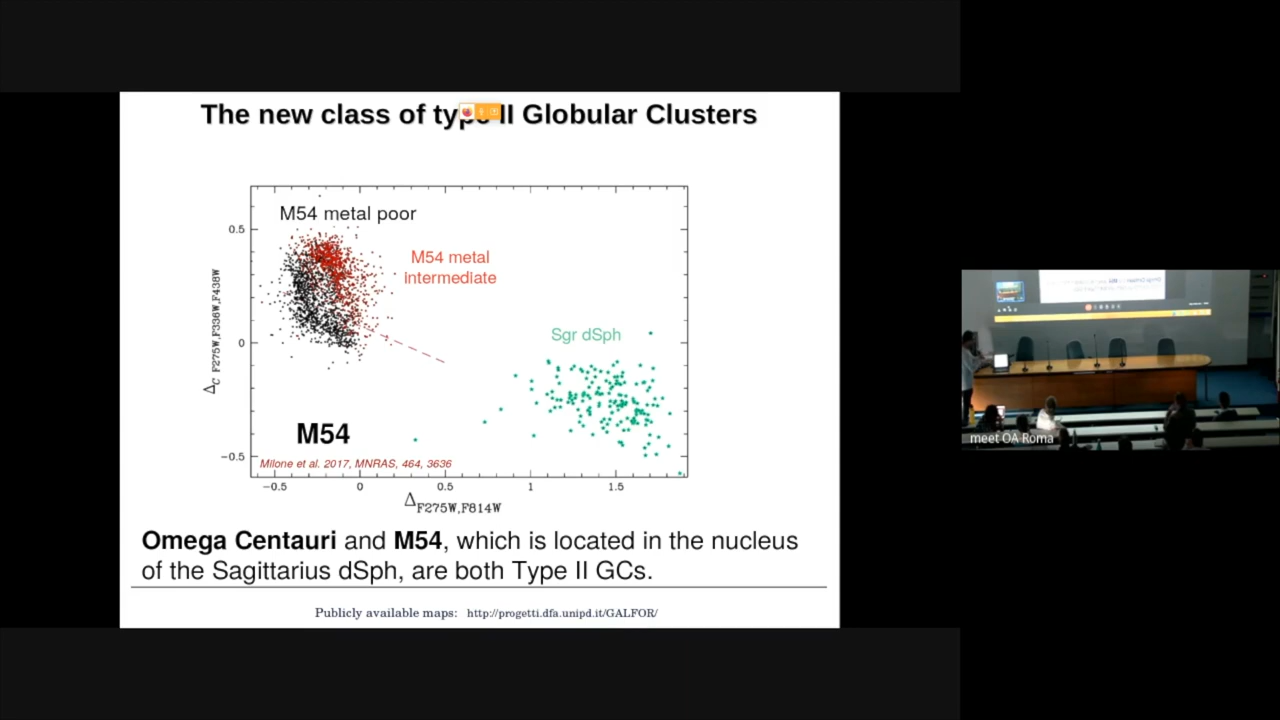 The new class of type II Globular Clusters
M54 metal poor
0.5
M54 metal
intermediate
Δ_C F275W,F336W,F438W
0
Sgr dSph
M54
−0.5
Milone et al. 2017, MNRAS, 464, 3636
−0.5 0 0.5 1 1.5
Δ_F275W,F814W
Omega Centauri and M54, which is located in the nucleus
of the Sagittarius dSph, are both Type II GCs.
Publicly available maps: http://progetti.dfa.unipd.it/GALFOR/
meet OA Roma